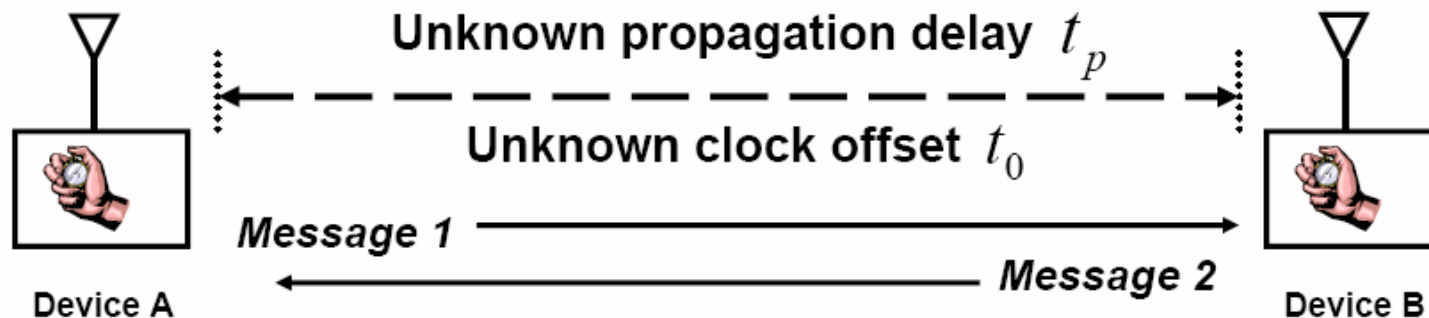 Unknown propagation delay t_p
Unknown clock offset t_0
Message 1
Message 2
Device A
Device B